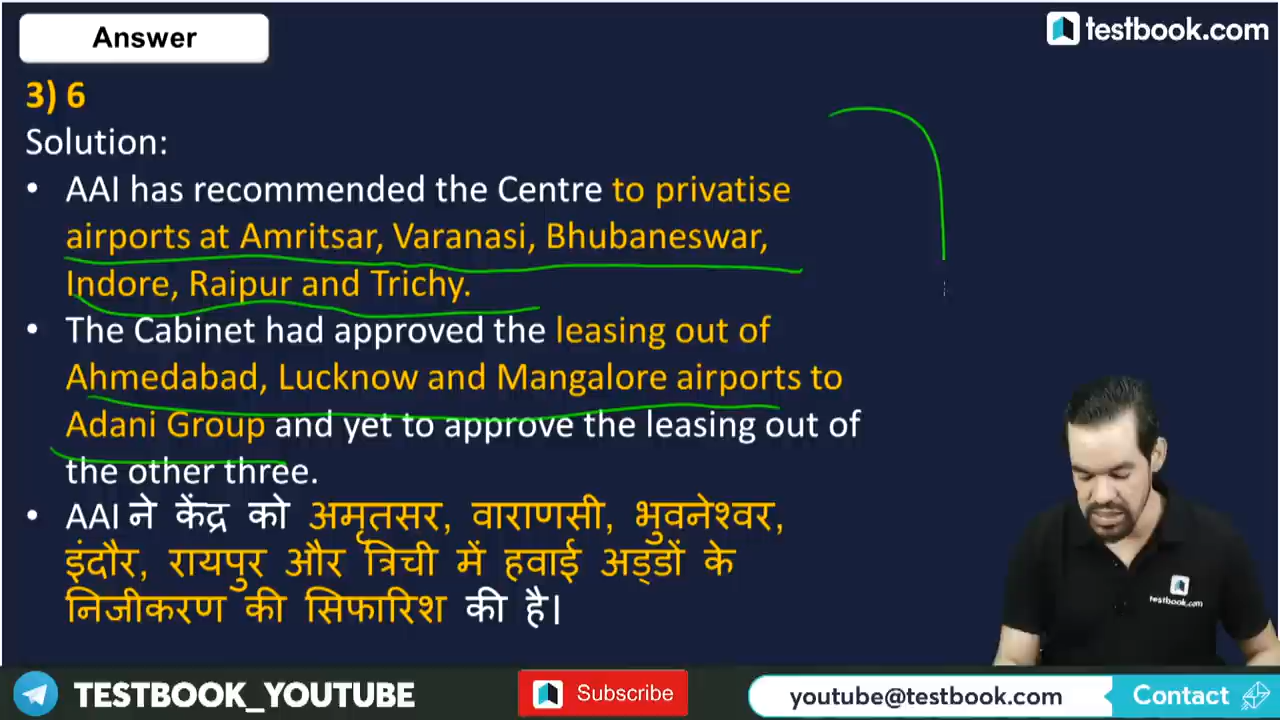 Answer
testbook.com
3) 6
Solution:
• AAI has recommended the Centre to privatise
airports at Amritsar, Varanasi, Bhubaneswar,
Indore, Raipur and Trichy.
• The Cabinet had approved the leasing out of
Ahmedabad, Lucknow and Mangalore airports to
Adani Group and yet to approve the leasing out of
the other three.
• AAI ने केंद्र को अमृतसर, वाराणसी, भुवनेश्वर,
इंदौर, रायपुर और त्रिची में हवाई अड्डों के
निजीकरण की सिफारिश की है।
testbook.com
TESTBOOK_YOUTUBE
Subscribe
youtube@testbook.com
Contact